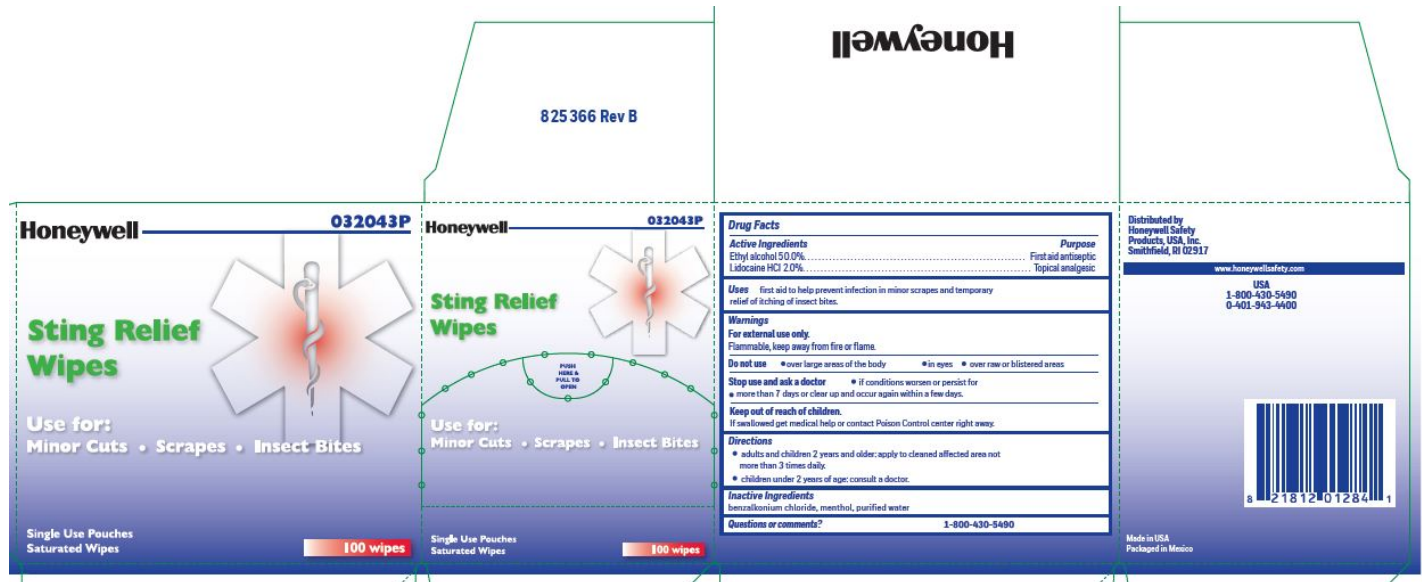 Honeywell
825366 Rev B
Honeywell 032043P
Sting Relief
Wipes
Use for:
Minor Cuts • Scrapes • Insect Bites
Single Use Pouches
Saturated Wipes
100 wipes
Honeywell 032043P
Sting Relief
Wipes
PUSH
HERE &
PULL TO
OPEN
Use for:
Minor Cuts • Scrapes • Insect Bites
Single Use Pouches
Saturated Wipes
100 wipes
Drug Facts
Active Ingredients Purpose
Ethyl alcohol 50.0%.......................................................... First aid antiseptic
Lidocaine HCl 2.0%.......................................................... Topical analgesic
Uses first aid to help prevent infection in minor scrapes and temporary
relief of itching of insect bites.
Warnings
For external use only.
Flammable, keep away from fire or flame.
Do not use • over large areas of the body • in eyes • over raw or blistered areas
Stop use and ask a doctor • if conditions worsen or persist for
• more than 7 days or clear up and occur again within a few days.
Keep out of reach of children.
If swallowed get medical help or contact Poison Control center right away.
Directions
• adults and children 2 years and older: apply to cleaned affected area not
more than 3 times daily.
• children under 2 years of age: consult a doctor.
Inactive Ingredients
benzalkonium chloride, menthol, purified water
Questions or comments? 1-800-430-5490
Distributed by
Honeywell Safety
Products, USA, Inc.
Smithfield, RI 02917
www.honeywellsafety.com
USA
1-800-430-5490
0-401-943-4400
8 21812 01284 1
Made in USA
Packaged in Mexico